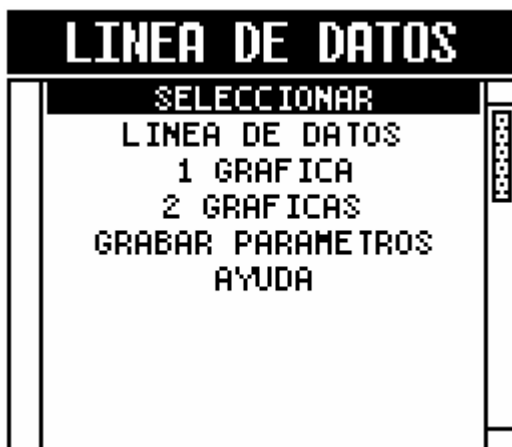 LINEA DE DATOS
SELECCIONAR
LINEA DE DATOS
1 GRAFICA
2 GRAFICAS
GRABAR PARAMETROS
AYUDA